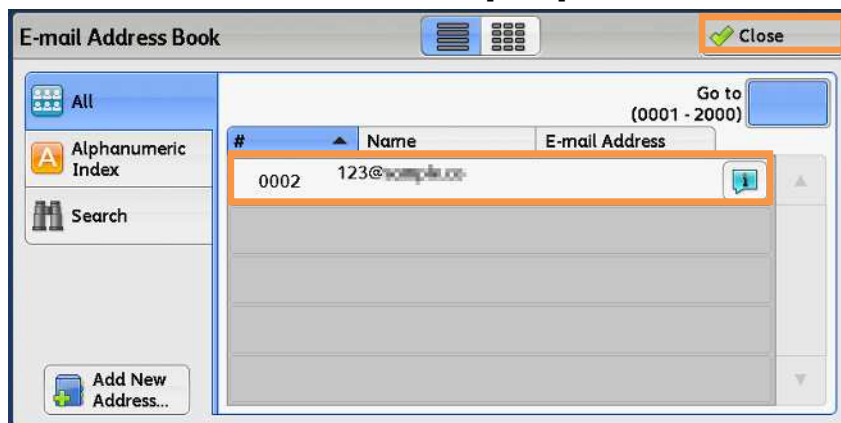 E-mail Address Book
Close
All
Go to
(0001 - 2000)
Alphanumeric
Index
# Name E-mail Address
0002 123@
Search
Add New
Address...